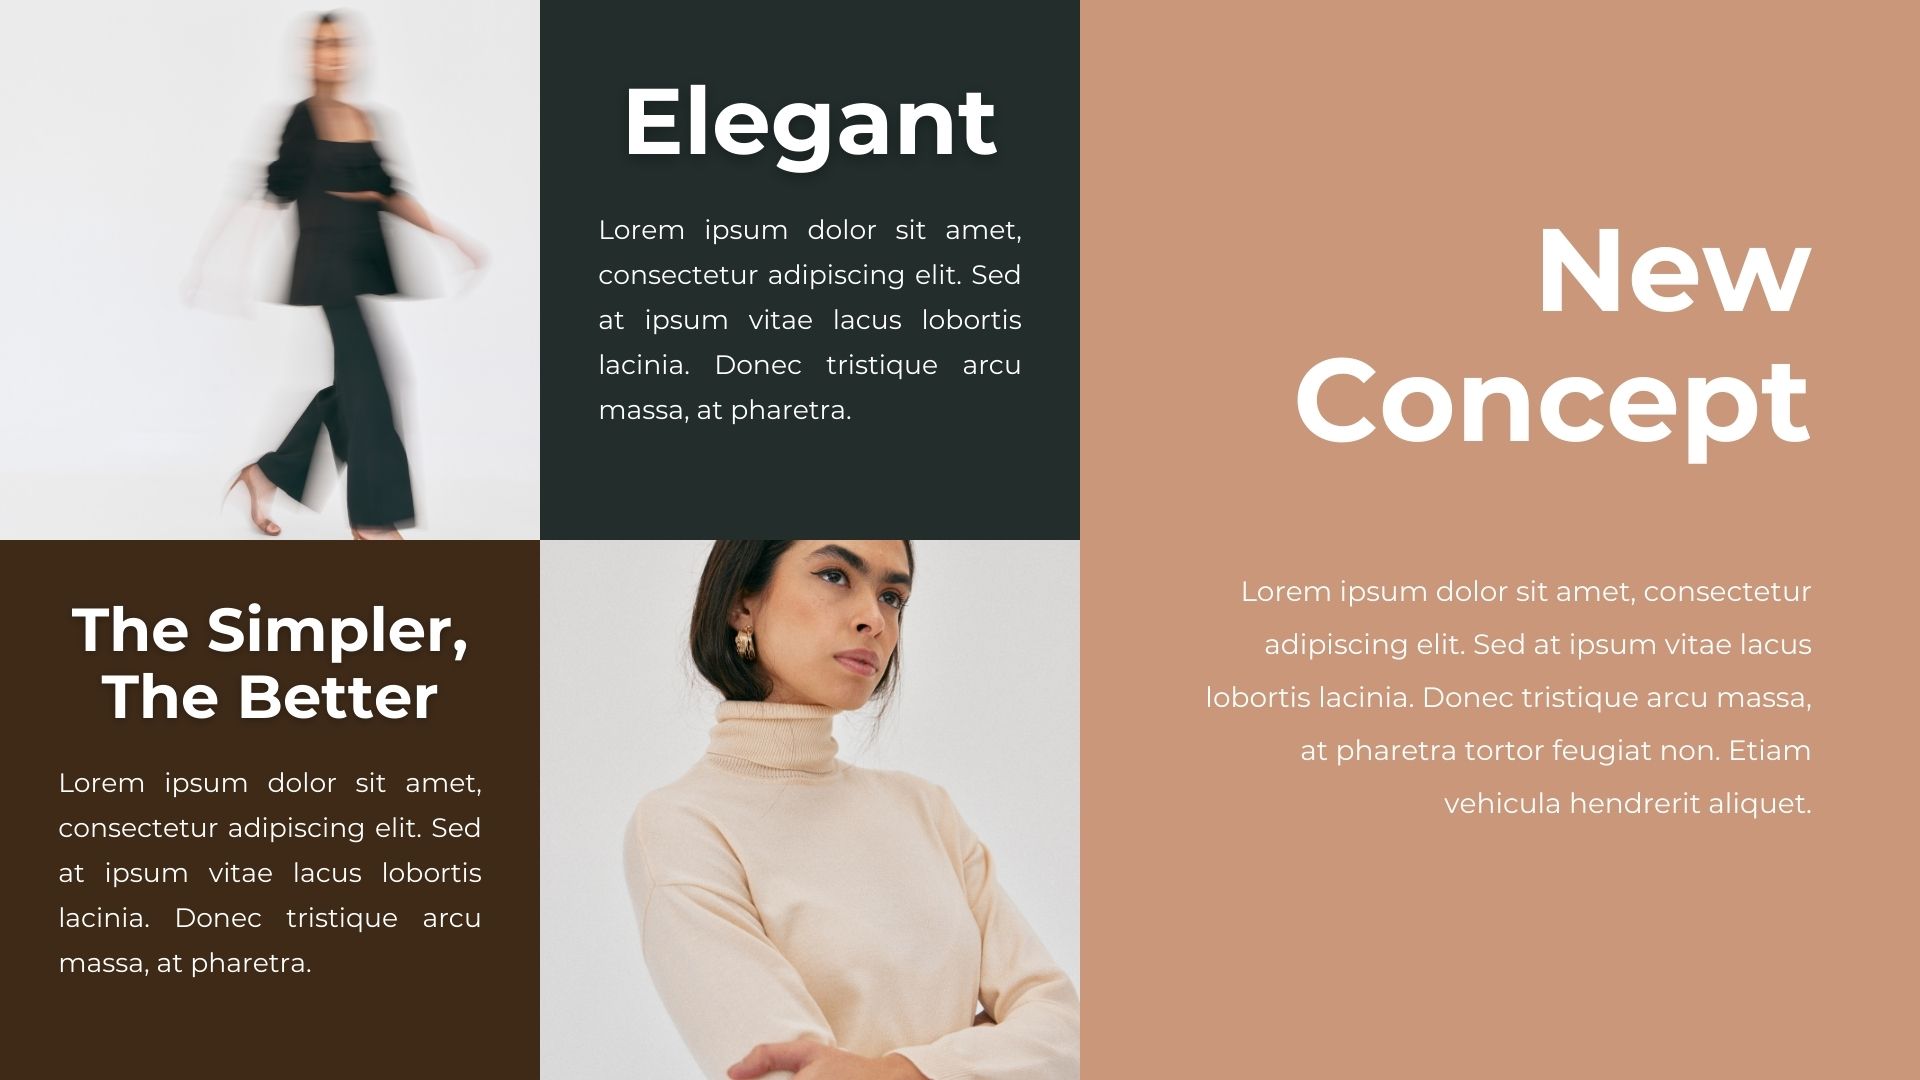 Elegant
Lorem ipsum dolor sit amet,
consectetur adipiscing elit. Sed
at ipsum vitae lacus lobortis
lacinia. Donec tristique arcu
massa, at pharetra.
The Simpler,
The Better
Lorem ipsum dolor sit amet,
consectetur adipiscing elit. Sed
at ipsum vitae lacus lobortis
lacinia. Donec tristique arcu
massa, at pharetra.
New
Concept
Lorem ipsum dolor sit amet, consectetur
adipiscing elit. Sed at ipsum vitae lacus
lobortis lacinia. Donec tristique arcu massa,
at pharetra tortor feugiat non. Etiam
vehicula hendrerit aliquet.